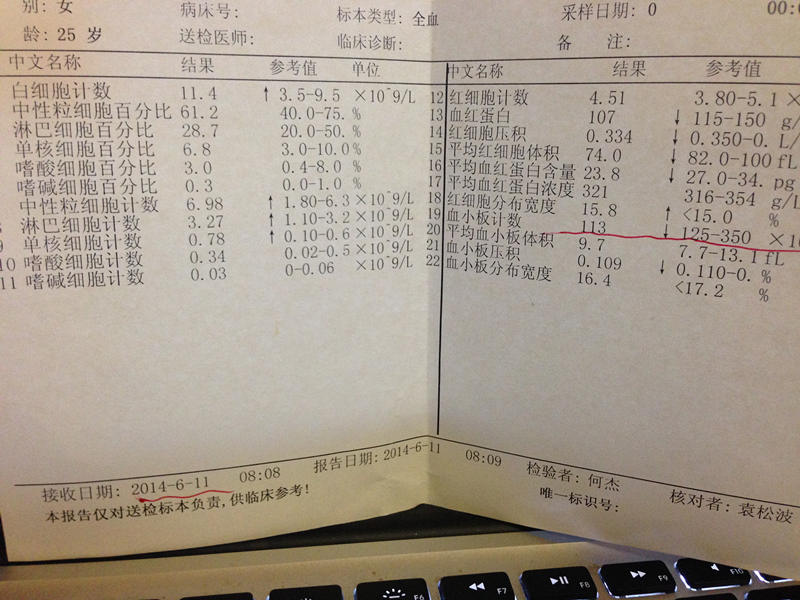 别: 女 病床号: 标本类型: 全血 采样日期: 0 00:
龄: 25 岁 送检医师: 临床诊断: 备 注:
中文名称 结果 参考值 单位
白细胞计数 11.4 ↑ 3.5-9.5 ×10^9/L
中性粒细胞百分比 61.2 40.0-75. %
淋巴细胞百分比 28.7 20.0-50. %
单核细胞百分比 6.8 3.0-10.0 %
嗜酸细胞百分比 3.0 0.4-8.0 %
嗜碱细胞百分比 0.3 0.0-1.0 %
中性粒细胞计数 6.98 ↑ 1.80-6.3 ×10^9/L
淋巴细胞计数 3.27 ↑ 1.10-3.2 ×10^9/L
9 单核细胞计数 0.78 ↑ 0.10-0.6 ×10^9/L
10 嗜酸细胞计数 0.34 0.02-0.5 ×10^9/L
11 嗜碱细胞计数 0.03 0-0.06 ×10^9/L
中文名称 结果 参考值
12 红细胞计数 4.51 3.80-5.1 ×
13 血红蛋白 107 ↓ 115-150 g/
14 红细胞压积 0.334 ↓ 0.350-0. L/
15 平均红细胞体积 74.0 ↓ 82.0-100 fL
16 平均血红蛋白含量 23.8 ↓ 27.0-34. pg
17 平均血红蛋白浓度 321 316-354 g/
18 红细胞分布宽度 15.8 ↑ <15.0 %
19 血小板计数 113 ↓ 125-350 ×10
20 平均血小板体积 9.7 7.7-13.1 fL
21 血小板压积 0.109 ↓ 0.110-0. %
22 血小板分布宽度 16.4 <17.2 %
接收日期: 2014-6-11 08:08 报告日期: 2014-6-11 08:09 检验者: 何杰 核对者: 袁松波
本报告仅对送检标本负责,供临床参考! 唯一标识号:
F6 F7 F8 F9 F10